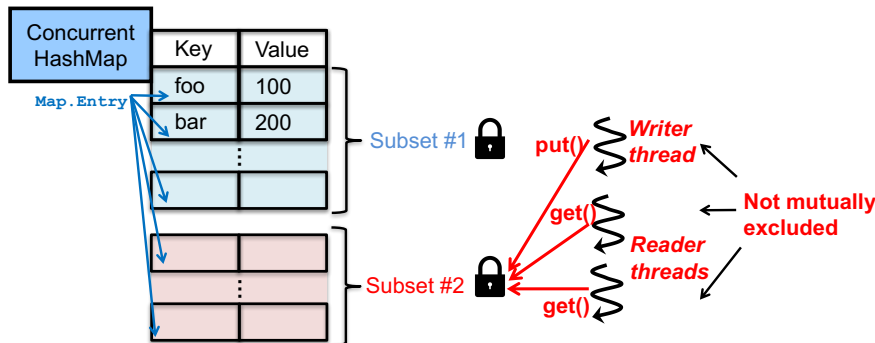 Concurrent
HashMap
Key Value
foo 100
bar 200
Map.Entry
Subset #1
Subset #2
put()
get()
get()
Writer
thread
Reader
threads
Not mutually
excluded